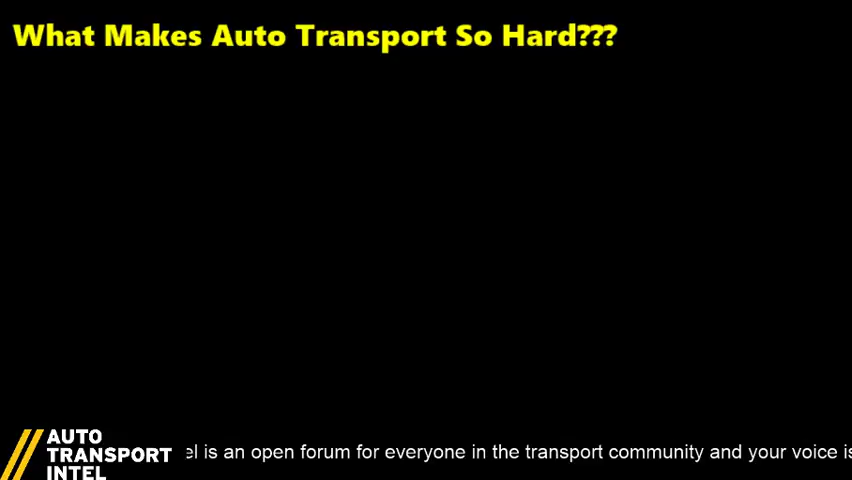 What Makes Auto Transport So Hard???
AUTO
TRANSPORT
INTEL
is an open forum for everyone in the transport community and your voice